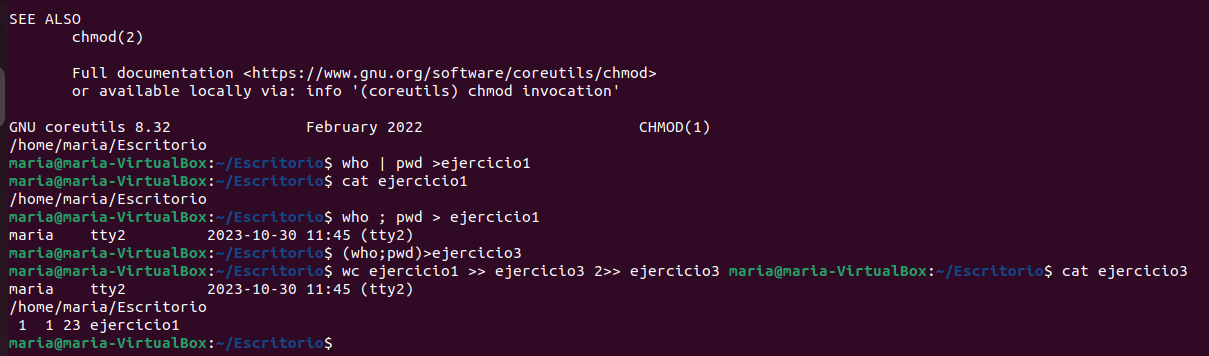 SEE ALSO
chmod(2)
Full documentation <https://www.gnu.org/software/coreutils/chmod>
or available locally via: info '(coreutils) chmod invocation'
GNU coreutils 8.32 February 2022 CHMOD(1)
/home/maria/Escritorio
maria@maria-VirtualBox:~/Escritorio$ who | pwd >ejercicio1
maria@maria-VirtualBox:~/Escritorio$ cat ejercicio1
/home/maria/Escritorio
maria@maria-VirtualBox:~/Escritorio$ who ; pwd > ejercicio1
maria tty2 2023-10-30 11:45 (tty2)
maria@maria-VirtualBox:~/Escritorio$ (who;pwd)>ejercicio3
maria@maria-VirtualBox:~/Escritorio$ wc ejercicio1 >> ejercicio3 2>> ejercicio3 maria@maria-VirtualBox:~/Escritorio$ cat ejercicio3
maria tty2 2023-10-30 11:45 (tty2)
/home/maria/Escritorio
1 1 23 ejercicio1
maria@maria-VirtualBox:~/Escritorio$